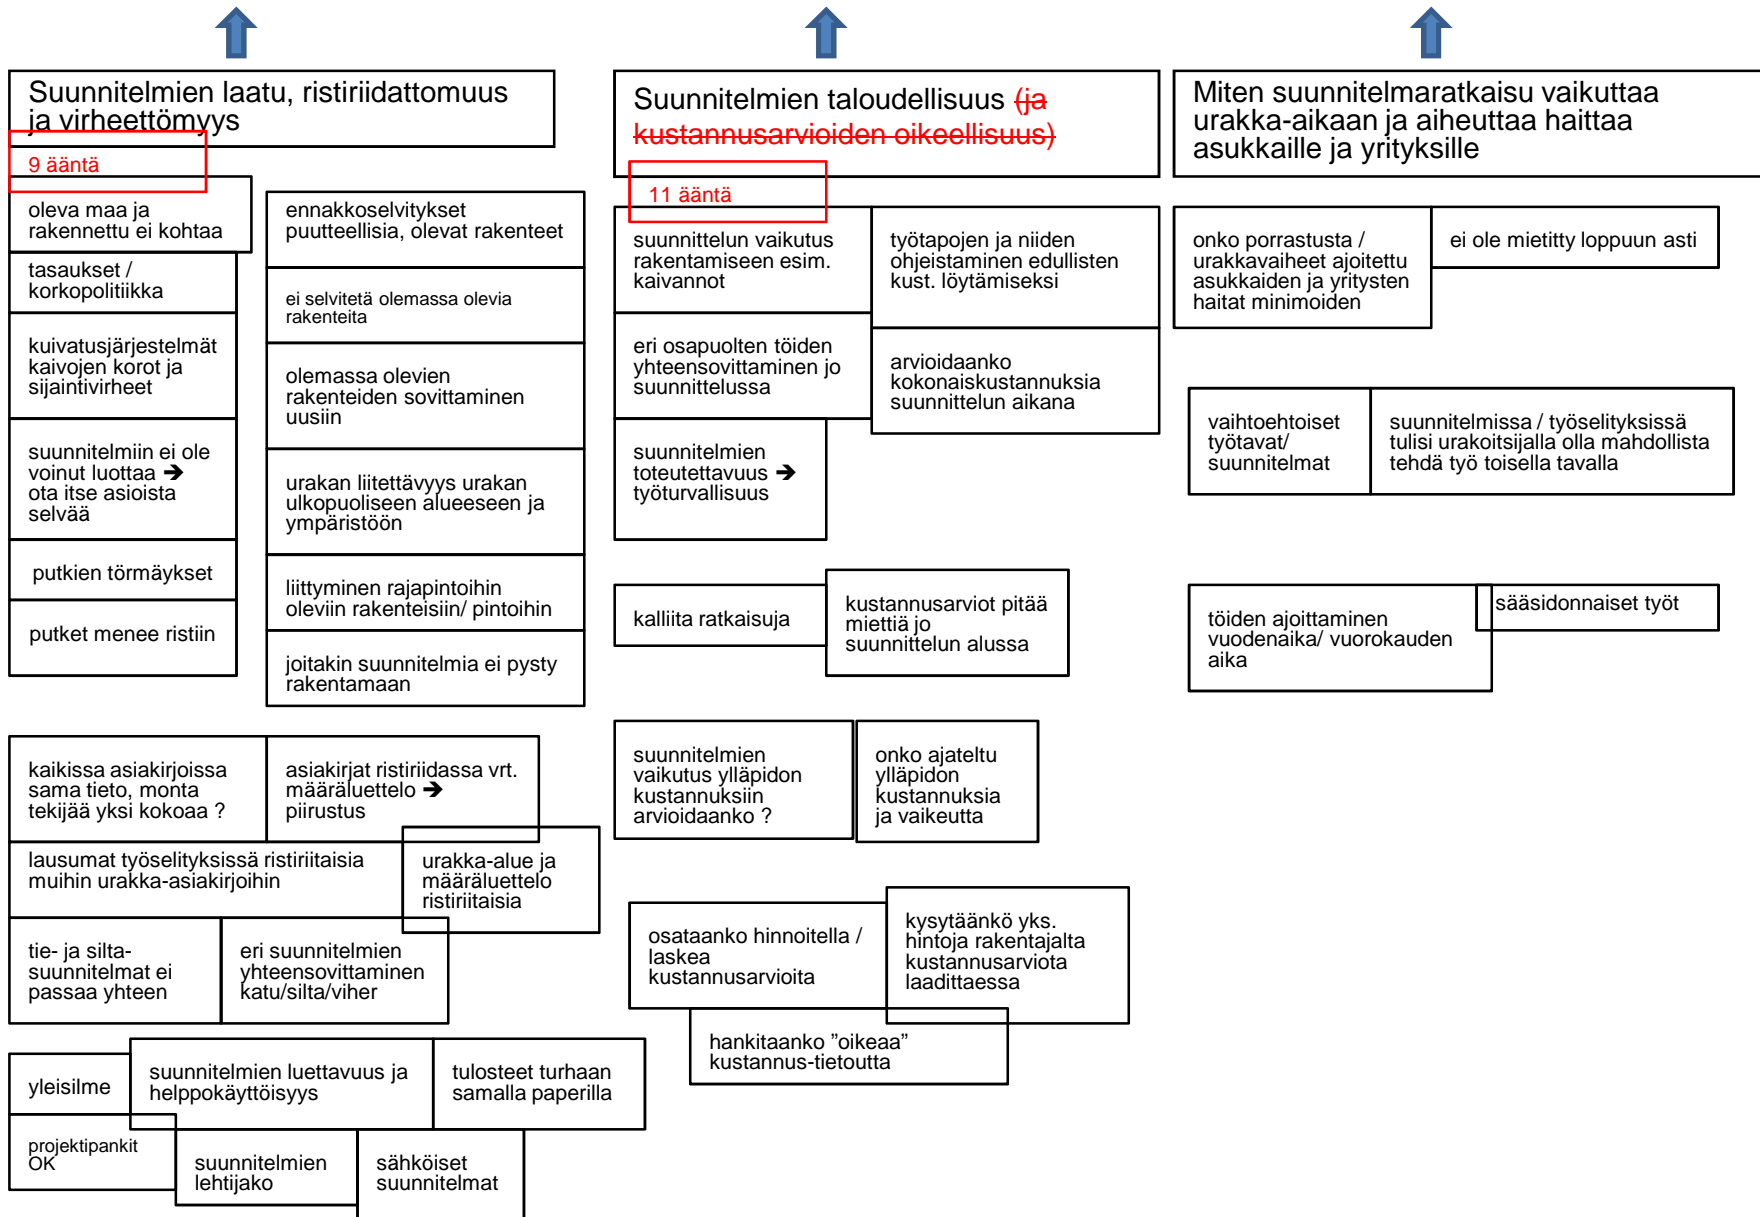 Suunnitelmien laatu, ristiriidattomuus
ja virheettömyys
9 ääntä
oleva maa ja
rakennettu ei kohtaa
tasaukset /
korkopolitiikka
kuivatusjärjestelmät
kaivojen korot ja
sijaintivirheet
suunnitelmiin ei ole
voinut luottaa ➔
ota itse asioista
selvää
putkien törmäykset
putket menee ristiin
ennakkoselvitykset
puutteellisia, olevat rakenteet
ei selvitetä olemassa olevia
rakenteita
olemassa olevien
rakenteiden sovittaminen
uusiin
urakan liitettävyys urakan
ulkopuoliseen alueeseen ja
ympäristöön
liittyminen rajapintoihin
oleviin rakenteisiin/ pintoihin
joitakin suunnitelmia ei pysty
rakentamaan
kaikissa asiakirjoissa
sama tieto, monta
tekijää yksi kokoaa ?
asiakirjat ristiriidassa vrt.
määräluettelo ➔
piirustus
lausumat työselityksissä ristiriitaisia
muihin urakka-asiakirjoihin
urakka-alue ja
määräluettelo
ristiriitaisia
tie- ja silta-
suunnitelmat ei
passaa yhteen
eri suunnitelmien
yhteensovittaminen
katu/silta/viher
yleisilme
suunnitelmien luettavuus ja
helppokäyttöisyys
tulosteet turhaan
samalla paperilla
projektipankit
OK
suunnitelmien
lehtijako
sähköiset
suunnitelmat
Suunnitelmien taloudellisuus (ja
kustannusarvioiden oikeellisuus)
11 ääntä
suunnittelun vaikutus
rakentamiseen esim.
kaivannot
työtapojen ja niiden
ohjeistaminen edullisten
kust. löytämiseksi
eri osapuolten töiden
yhteensovittaminen jo
suunnittelussa
arvioidaanko
kokonaiskustannuksia
suunnittelun aikana
suunnitelmien
toteutettavuus ➔
työturvallisuus
kalliita ratkaisuja
kustannusarviot pitää
miettiä jo
suunnittelun alussa
suunnitelmien
vaikutus ylläpidon
kustannuksiin
arvioidaanko ?
onko ajateltu
ylläpidon
kustannuksia
ja vaikeutta
osataanko hinnoitella /
laskea
kustannusarvioita
kysytäänkö yks.
hintoja rakentajalta
kustannusarviota
laadittaessa
hankitaanko ”oikeaa”
kustannus-tietoutta
Miten suunnitelmaratkaisu vaikuttaa
urakka-aikaan ja aiheuttaa haittaa
asukkaille ja yrityksille
onko porrastusta /
urakkavaiheet ajoitettu
asukkaiden ja yritysten
haitat minimoiden
ei ole mietitty loppuun asti
vaihtoehtoiset
työtavat/
suunnitelmat
suunnitelmissa / työselityksissä
tulisi urakoitsijalla olla mahdollista
tehdä työ toisella tavalla
töiden ajoittaminen
vuodenaika/ vuorokauden
aika
sääsidonnaiset työt